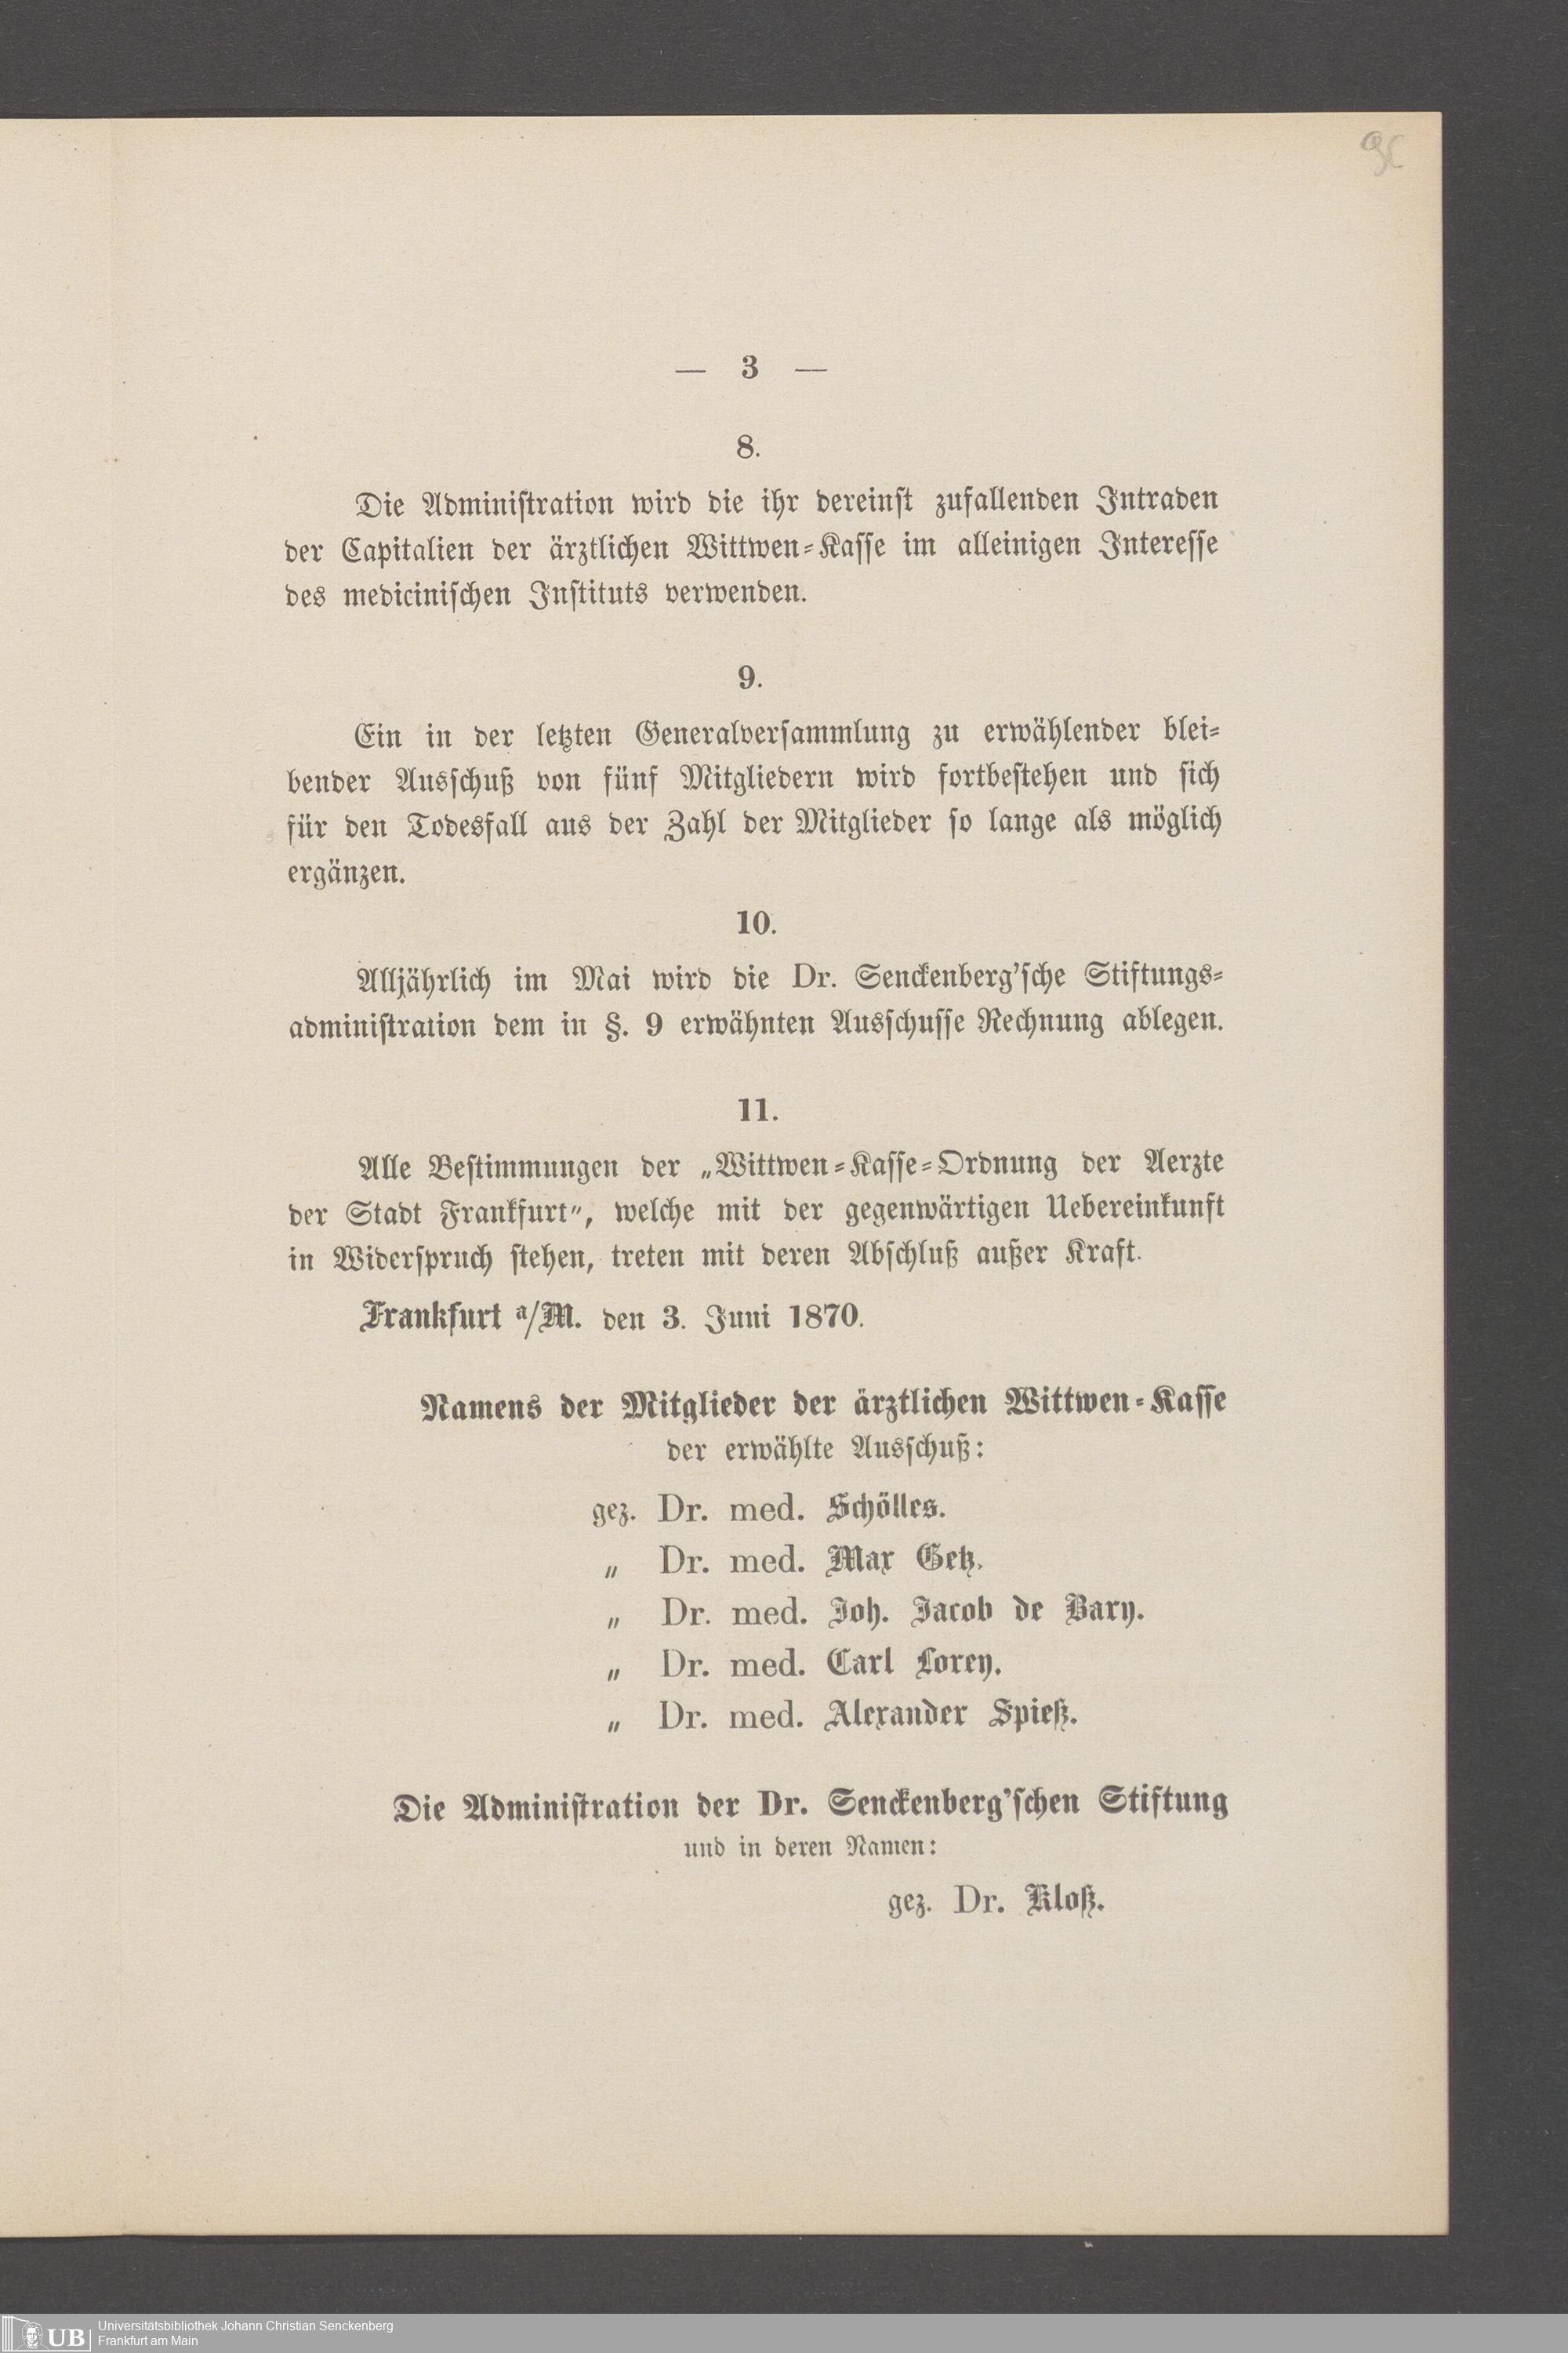 — 3 —
8.
Die Administration wird die ihr dereinst zufallenden Intraden
der Capitalien der ärztlichen Wittwen-Kasse im alleinigen Interesse
des medicinischen Instituts verwenden.
9.
Ein in der letzten Generalversammlung zu erwählender blei-
bender Ausschuß von fünf Mitgliedern wird fortbestehen und sich
für den Todesfall aus der Zahl der Mitglieder so lange als möglich
ergänzen.
10.
Alljährlich im Mai wird die Dr. Senckenberg'sche Stiftungs-
administration dem in §. 9 erwähnten Ausschusse Rechnung ablegen.
11.
Alle Bestimmungen der „Wittwen-Kasse-Ordnung der Aerzte
der Stadt Frankfurt", welche mit der gegenwärtigen Uebereinkunft
in Widerspruch stehen, treten mit deren Abschluß außer Kraft.
Frankfurt a/M. den 3. Juni 1870.
Namens der Mitglieder der ärztlichen Wittwen-Kasse
der erwählte Ausschuß:
gez. Dr. med. Schölles.
„ Dr. med. Max Getz.
„ Dr. med. Joh. Jacob de Bary.
„ Dr. med. Carl Lorey.
„ Dr. med. Alexander Spieß.
Die Administration der Dr. Senckenberg'schen Stiftung
und in deren Namen:
gez. Dr. Kloß.
UB Universitätsbibliothek Johann Christian Senckenberg
Frankfurt am Main